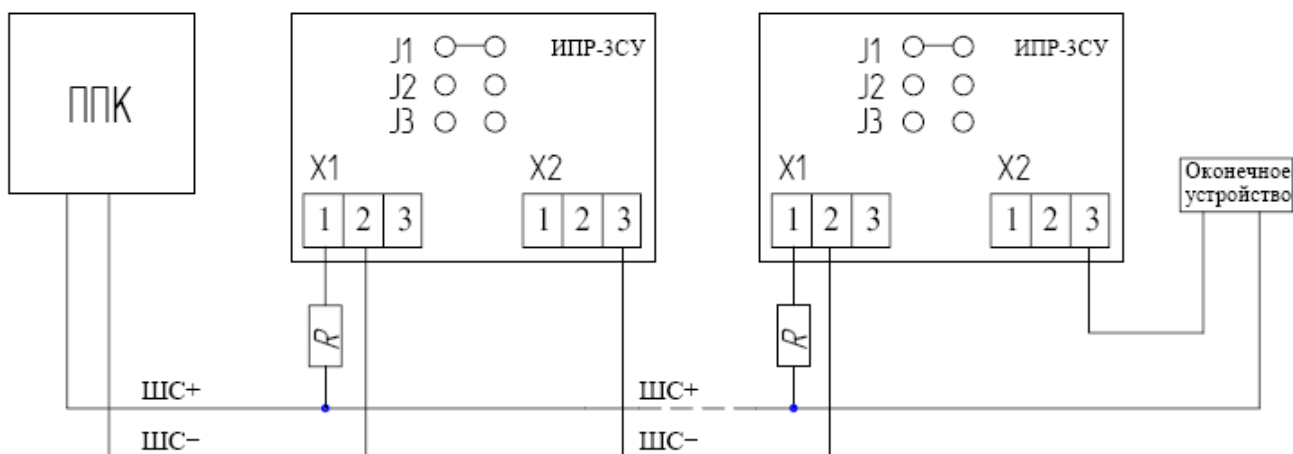 ППК
J1 ИПР-3СУ
J2
J3
X1 X2
1 2 3 1 2 3
R
J1 ИПР-3СУ
J2
J3
X1 X2
1 2 3 1 2 3
R
Оконечное
устройство
ШС+ ШС+
ШС− ШС−